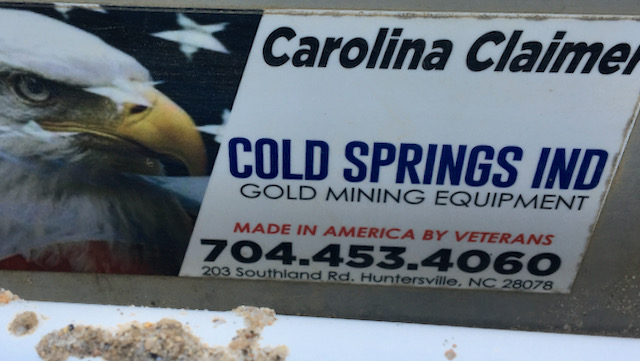 Carolina Claimer
COLD SPRINGS IND
GOLD MINING EQUIPMENT
MADE IN AMERICA BY VETERANS
704.453.4060
203 Southland Rd. Huntersville, NC 28078